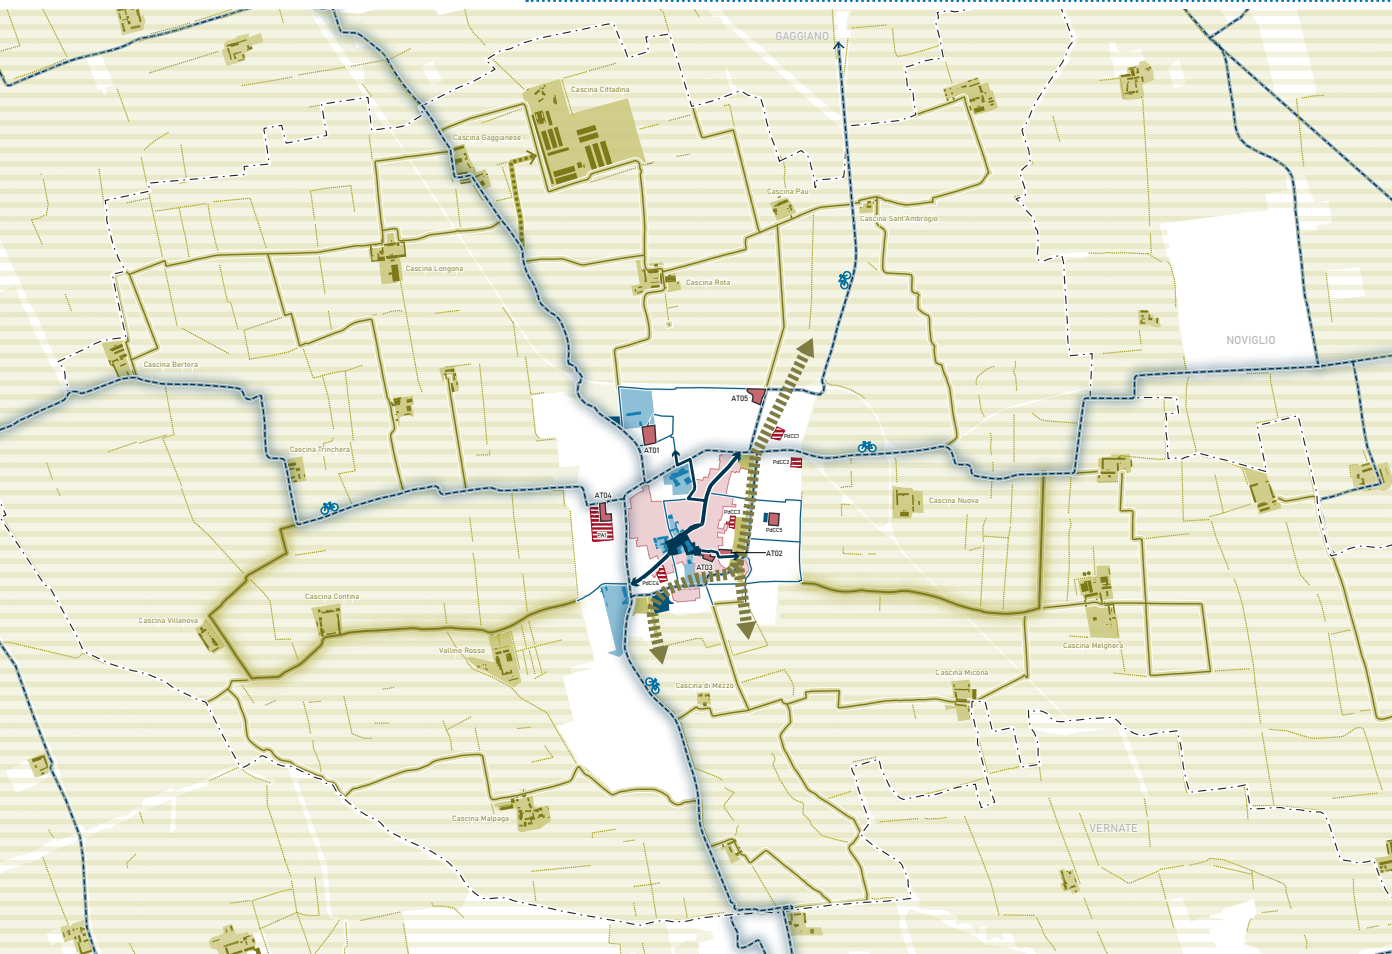 GAGGIANO
Cascina Cittadina
Cascina Gaggianese
Cascina Pau
Cascina Sant'Ambrogio
Cascina Longona
Cascina Rota
NOVIGLIO
Cascina Bertora
AT05
PdCC1
AT01
Cascina Trinchera
PdCC2
AT04
Cascina Nuova
PdCC3
PdCC5
PA1
AT02
AT03
PdCC4
Cascina Contina
Cascina Villanova
Cascina Melghera
Vallino Rosso
Cascina Micona
Cascina di Mezzo
Cascina Malpaga
VERNATE